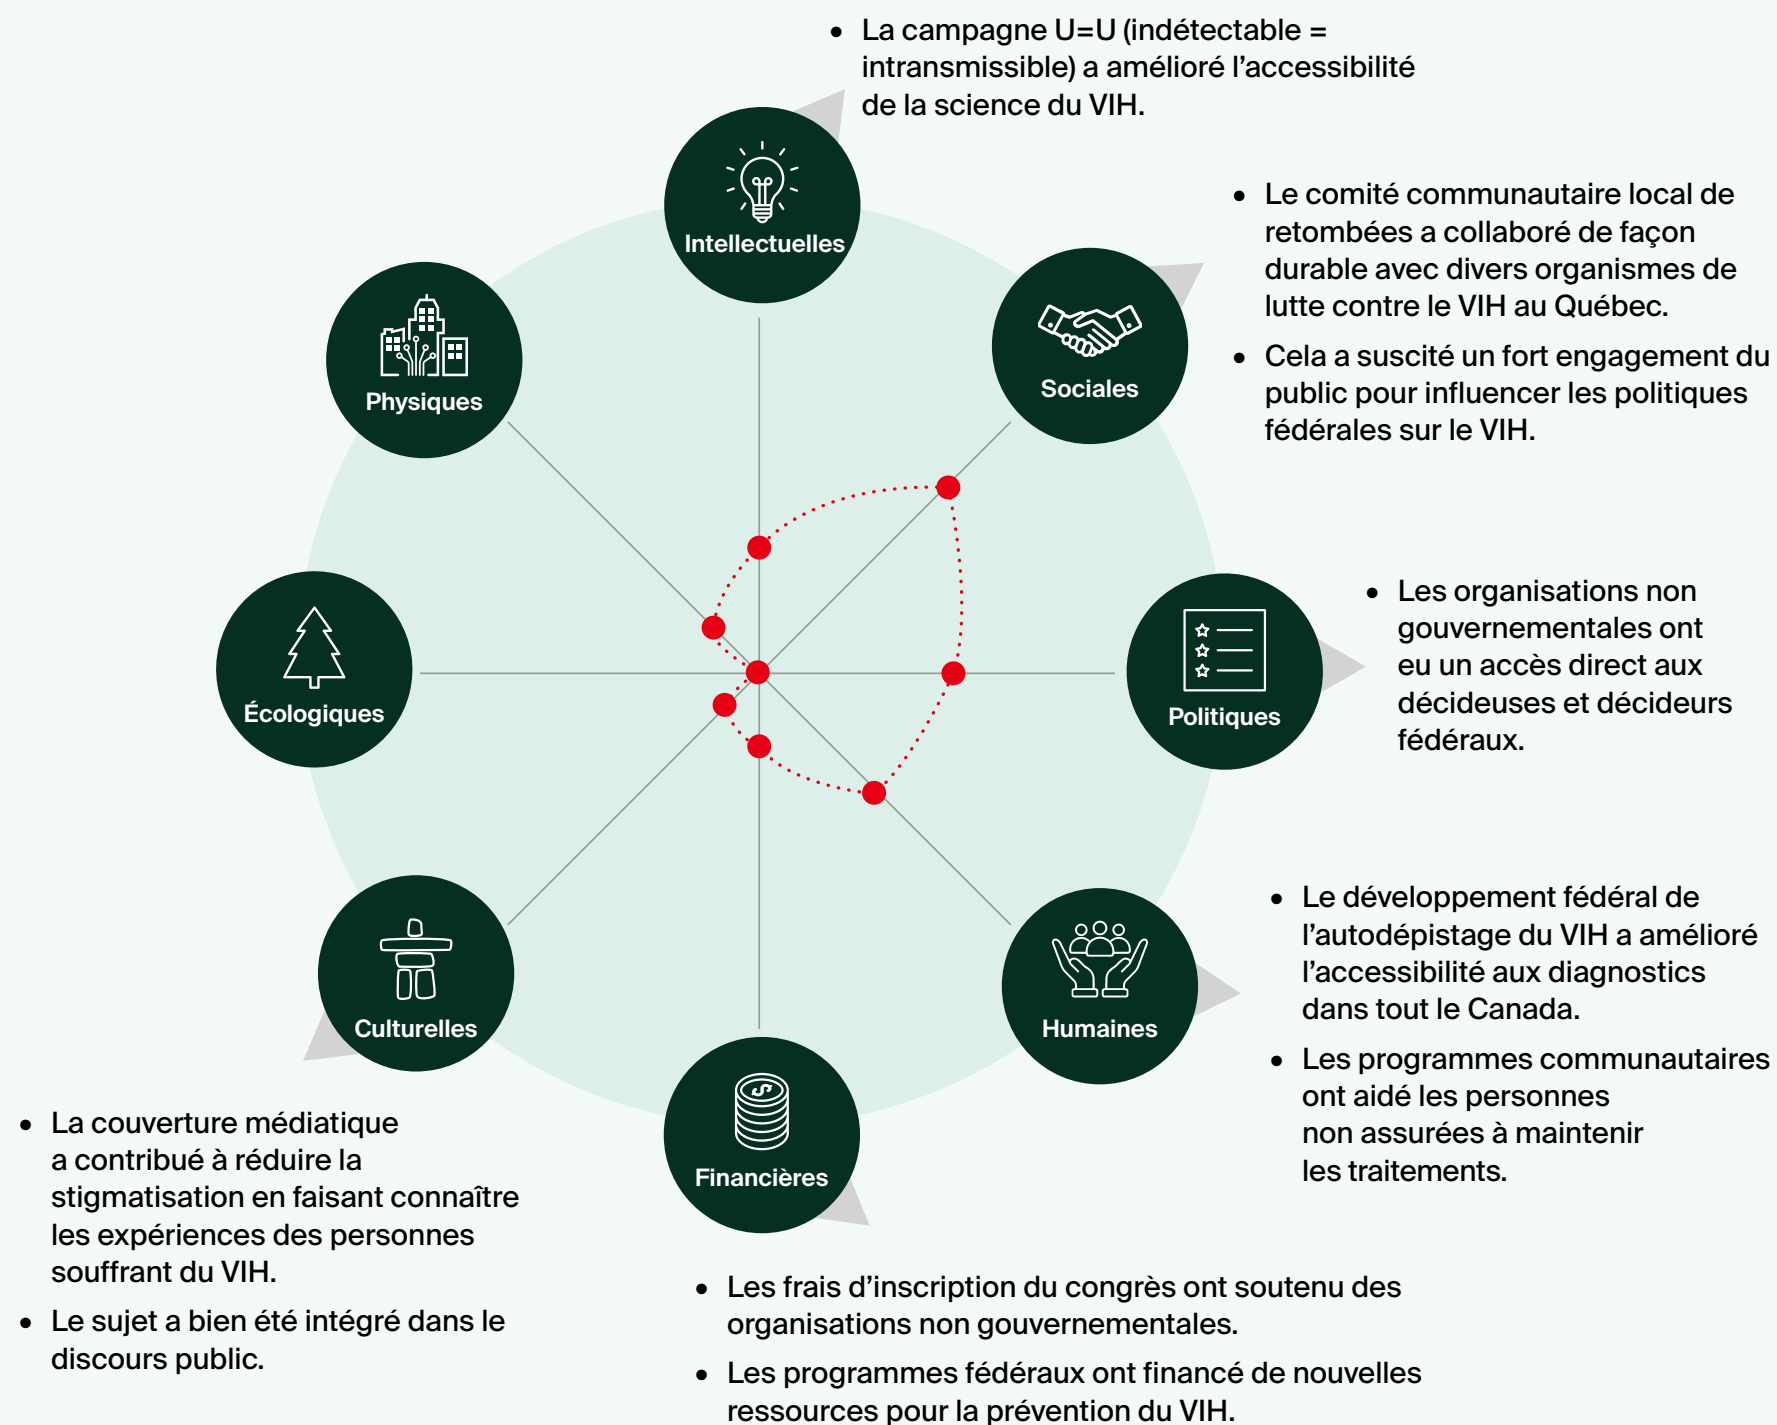 • La campagne U=U (indétectable =
intransmissible) a amélioré l’accessibilité
de la science du VIH.
Intellectuelles
• Le comité communautaire local de
retombées a collaboré de façon
durable avec divers organismes de
lutte contre le VIH au Québec.
• Cela a suscité un fort engagement du
public pour influencer les politiques
fédérales sur le VIH.
Sociales
Physiques
• Les organisations non
gouvernementales ont
eu un accès direct aux
décideuses et décideurs
fédéraux.
Politiques
Écologiques
• Le développement fédéral de
l’autodépistage du VIH a amélioré
l’accessibilité aux diagnostics
dans tout le Canada.
• Les programmes communautaires
ont aidé les personnes
non assurées à maintenir
les traitements.
Humaines
Culturelles
• La couverture médiatique
a contribué à réduire la
stigmatisation en faisant connaître
les expériences des personnes
souffrant du VIH.
• Le sujet a bien été intégré dans le
discours public.
Financières
• Les frais d’inscription du congrès ont soutenu des
organisations non gouvernementales.
• Les programmes fédéraux ont financé de nouvelles
ressources pour la prévention du VIH.